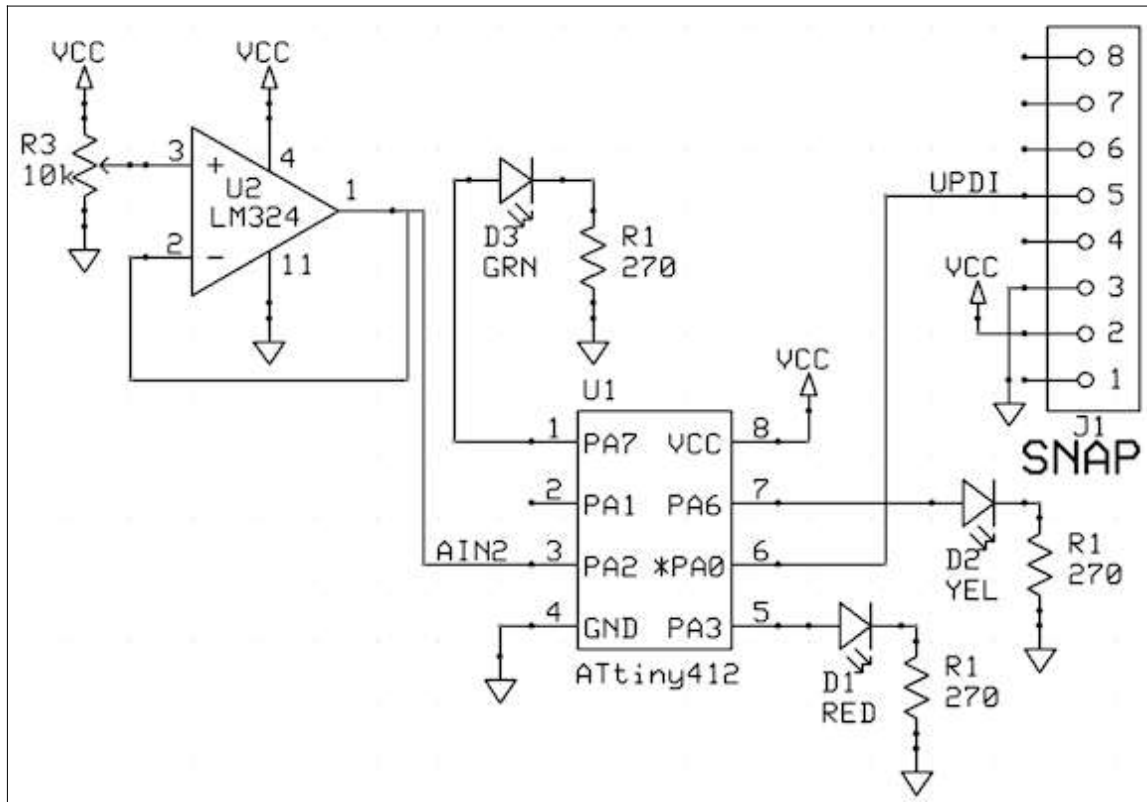 VCC
VCC
R3
10k
3
+
4
U2
LM324
1
2
-
11
D3
GRN
R1
270
8
7
6
UPDI
5
4
VCC
3
2
1
J1
SNAP
U1
VCC
1
PA7
VCC
8
2
PA1
PA6
7
AIN2
3
PA2
*PA0
6
4
GND
PA3
5
ATtiny412
D2
YEL
R1
270
D1
RED
R1
270